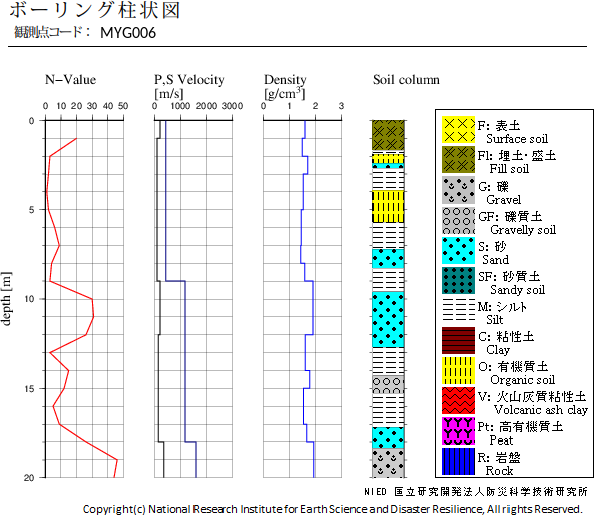 ボーリング柱状図
観測点コード： MYG006
N−Value P,S Velocity Density Soil column
[m/s] [g/cm³]
0 10 20 30 40 50 0 1000 2000 3000 0 1 2 3
0
5
10
15
20
depth [m]
F: 表土
Surface soil
Fl: 埋土・盛土
Fill soil
G: 礫
Gravel
GF: 礫質土
Gravelly soil
S: 砂
Sand
SF: 砂質土
Sandy soil
M: シルト
Silt
C: 粘性土
Clay
O: 有機質土
Organic soil
V: 火山灰質粘性土
Volcanic ash clay
Pt: 高有機質土
Peat
R: 岩盤
Rock
NIED 国立研究開発法人防災科学技術研究所
Copyright(c) National Research Institute for Earth Science and Disaster Resilience, All rights Reserved.